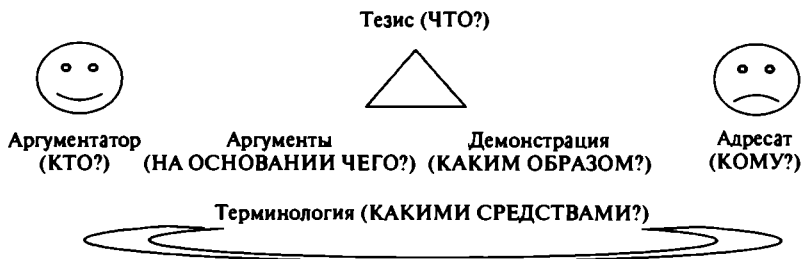 Тезис (ЧТО?)
Аргументатор Аргументы Демонстрация Адресат
(КТО?) (НА ОСНОВАНИИ ЧЕГО?) (КАКИМ ОБРАЗОМ?) (КОМУ?)
Терминология (КАКИМИ СРЕДСТВАМИ?)